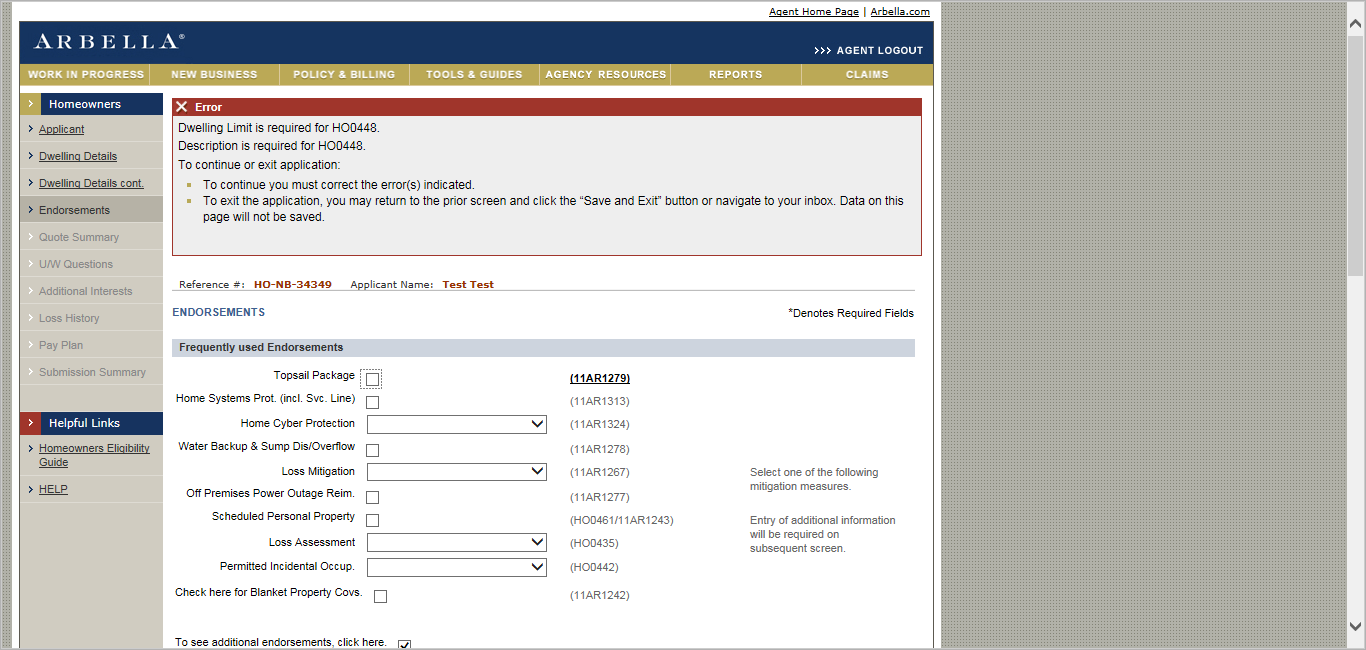 Agent Home Page | Arbella.com
ARBELLA®
>>> AGENT LOGOUT
WORK IN PROGRESS NEW BUSINESS POLICY & BILLING TOOLS & GUIDES AGENCY RESOURCES REPORTS CLAIMS
Homeowners
Applicant
Dwelling Details
Dwelling Details cont.
Endorsements
Quote Summary
U/W Questions
Additional Interests
Loss History
Pay Plan
Submission Summary
Helpful Links
Homeowners Eligibility
Guide
HELP
Error
Dwelling Limit is required for HO0448.
Description is required for HO0448.
To continue or exit application:
To continue you must correct the error(s) indicated.
To exit the application, you may return to the prior screen and click the “Save and Exit” button or navigate to your inbox. Data on this
page will not be saved.
Reference #: HO-NB-34349 Applicant Name: Test Test
ENDORSEMENTS
*Denotes Required Fields
Frequently used Endorsements
Topsail Package (11AR1279)
Home Systems Prot. (incl. Svc. Line) (11AR1313)
Home Cyber Protection (11AR1324)
Water Backup & Sump Dis/Overflow (11AR1278)
Loss Mitigation (11AR1267) Select one of the following
mitigation measures.
Off Premises Power Outage Reim. (11AR1277)
Scheduled Personal Property (HO0461/11AR1243) Entry of additional information
will be required on
subsequent screen.
Loss Assessment (HO0435)
Permitted Incidental Occup. (HO0442)
Check here for Blanket Property Covs. (11AR1242)
To see additional endorsements, click here.